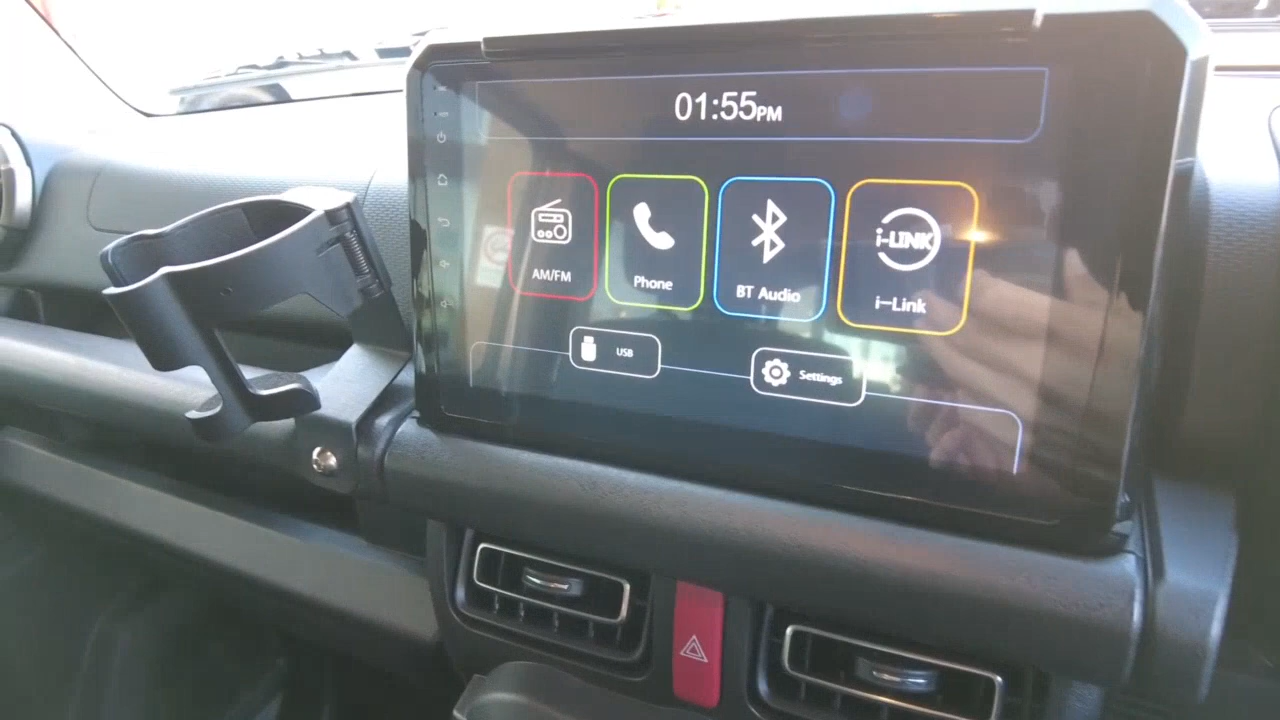 01:55PM
AM/FM
Phone
BT Audio
i-LINK
i-Link
USB
Settings